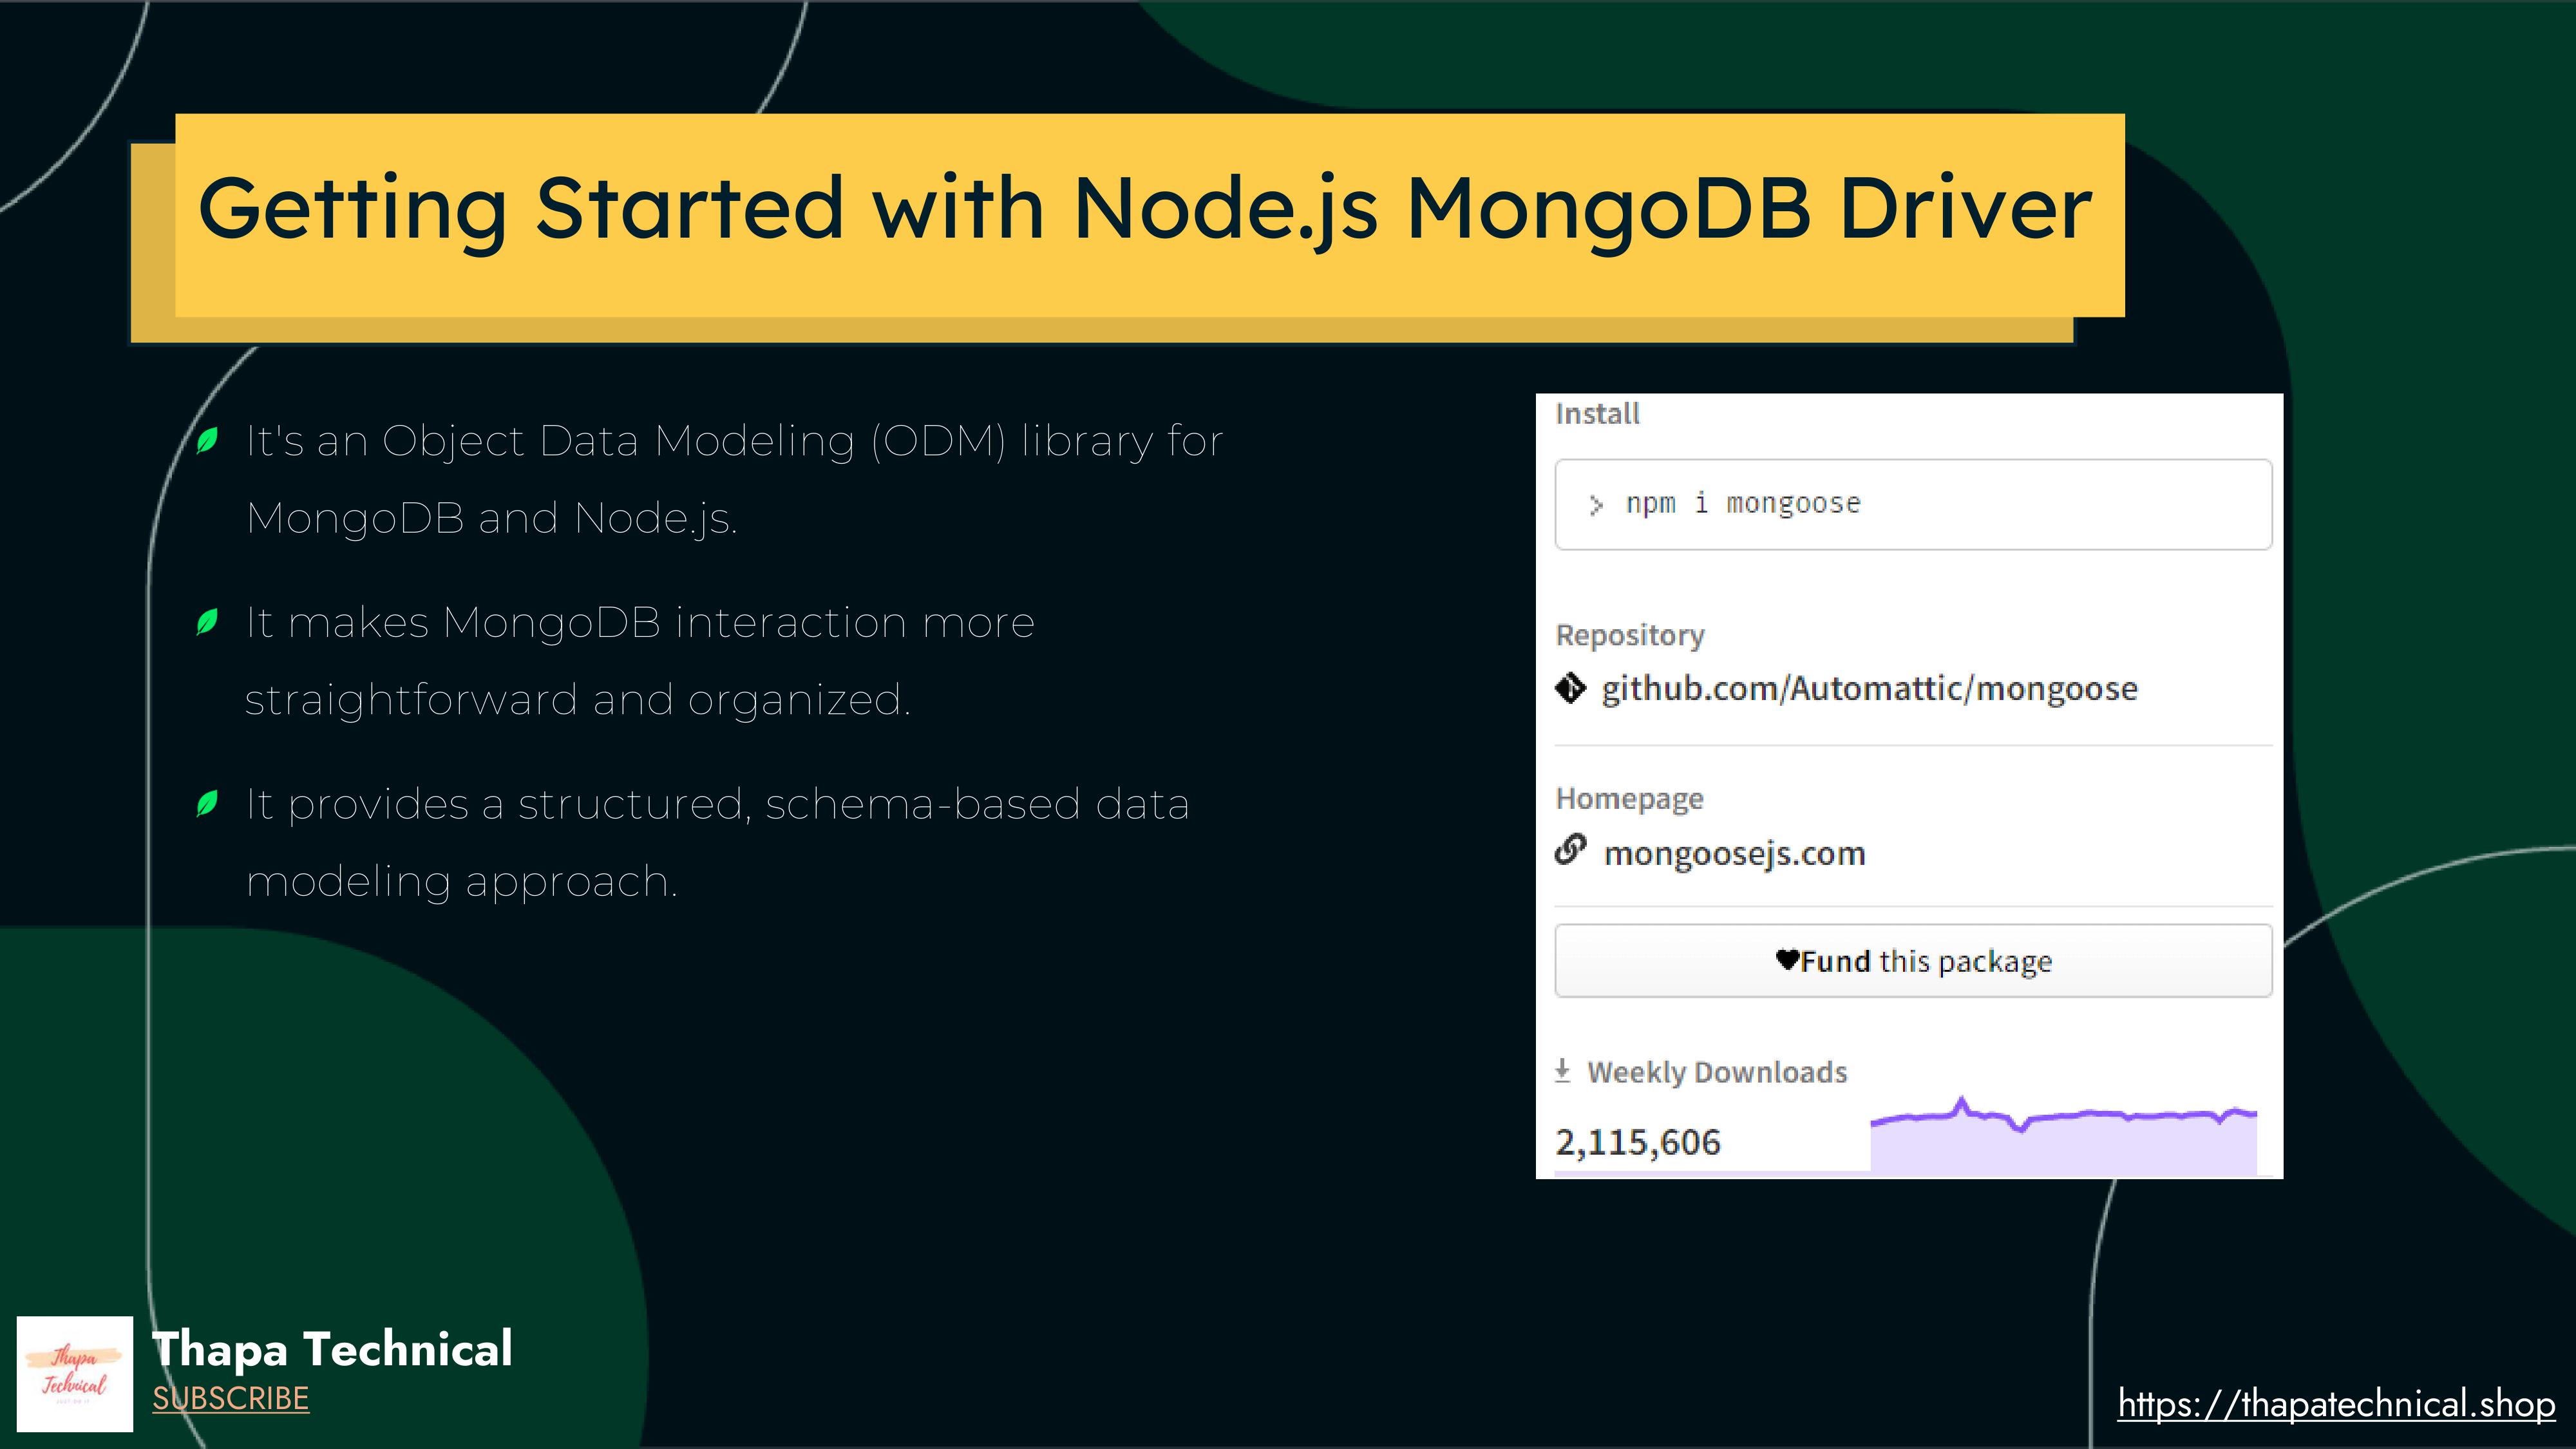 Getting Started with Node.js MongoDB Driver
It's an Object Data Modeling (ODM) library for
MongoDB and Node.js.
It makes MongoDB interaction more
straightforward and organized.
It provides a structured, schema-based data
modeling approach.
Install
> npm i mongoose
Repository
github.com/Automattic/mongoose
Homepage
mongoosejs.com
Fund this package
Weekly Downloads
2,115,606
Thapa
Technical
Thapa Technical
SUBSCRIBE
https://thapatechnical.shop